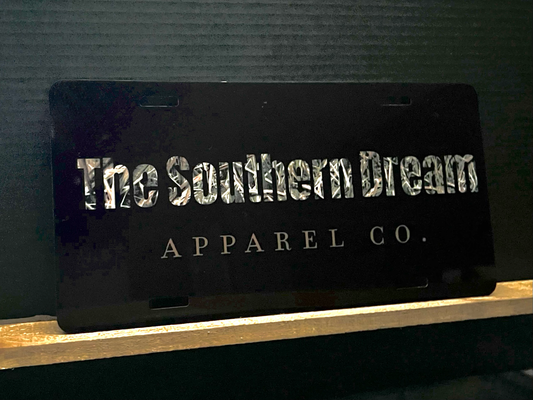 The Southern Dream
APPAREL CO.